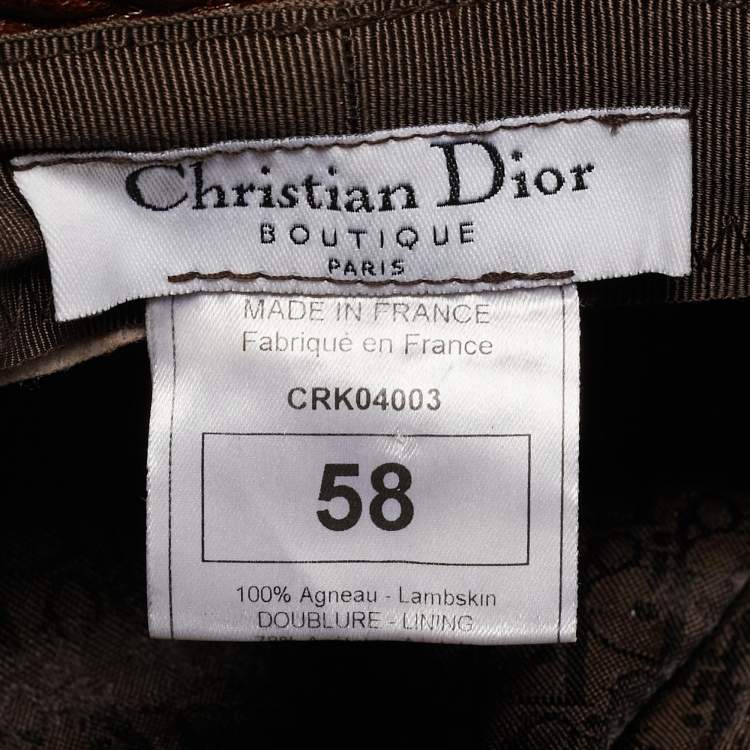 Christian Dior
BOUTIQUE
PARIS
MADE IN FRANCE
Fabriqué en France
CRK04003
58
100% Agneau - Lambskin
DOUBLURE - LINING